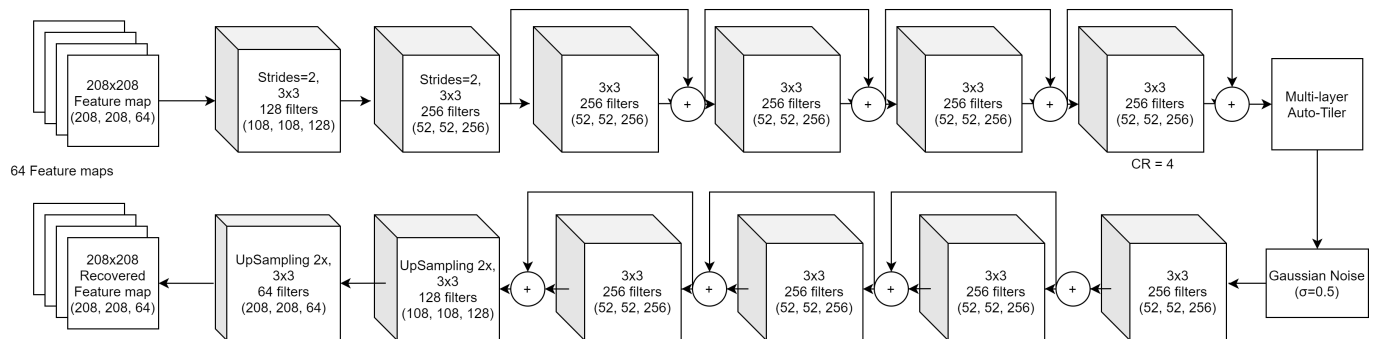 208x208
Feature map
(208, 208, 64)
Strides=2,
3x3
128 filters
(108, 108, 128)
Strides=2,
3x3
256 filters
(52, 52, 256)
3x3
256 filters
(52, 52, 256)
+
3x3
256 filters
(52, 52, 256)
+
3x3
256 filters
(52, 52, 256)
+
3x3
256 filters
(52, 52, 256)
+
Multi-layer
Auto-Tiler
CR = 4
64 Feature maps
208x208
Recovered
Feature map
(208, 208, 64)
UpSampling 2x,
3x3
64 filters
(208, 208, 64)
UpSampling 2x,
3x3
128 filters
(108, 108, 128)
+
3x3
256 filters
(52, 52, 256)
+
3x3
256 filters
(52, 52, 256)
+
3x3
256 filters
(52, 52, 256)
+
3x3
256 filters
(52, 52, 256)
Gaussian Noise
(σ=0.5)